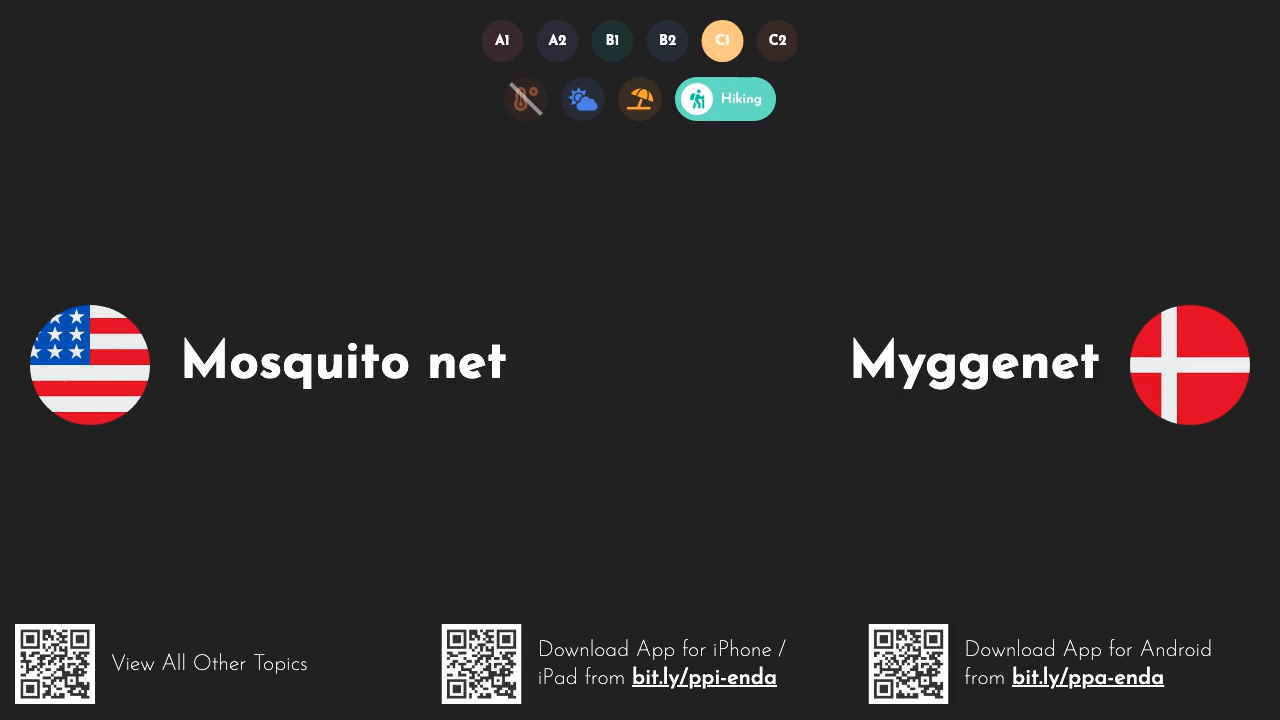 A1 A2 B1 B2 C1 C2
Hiking
Mosquito net
Myggenet
View All Other Topics
Download App for iPhone /
iPad from bit.ly/ppi-enda
Download App for Android
from bit.ly/ppa-enda